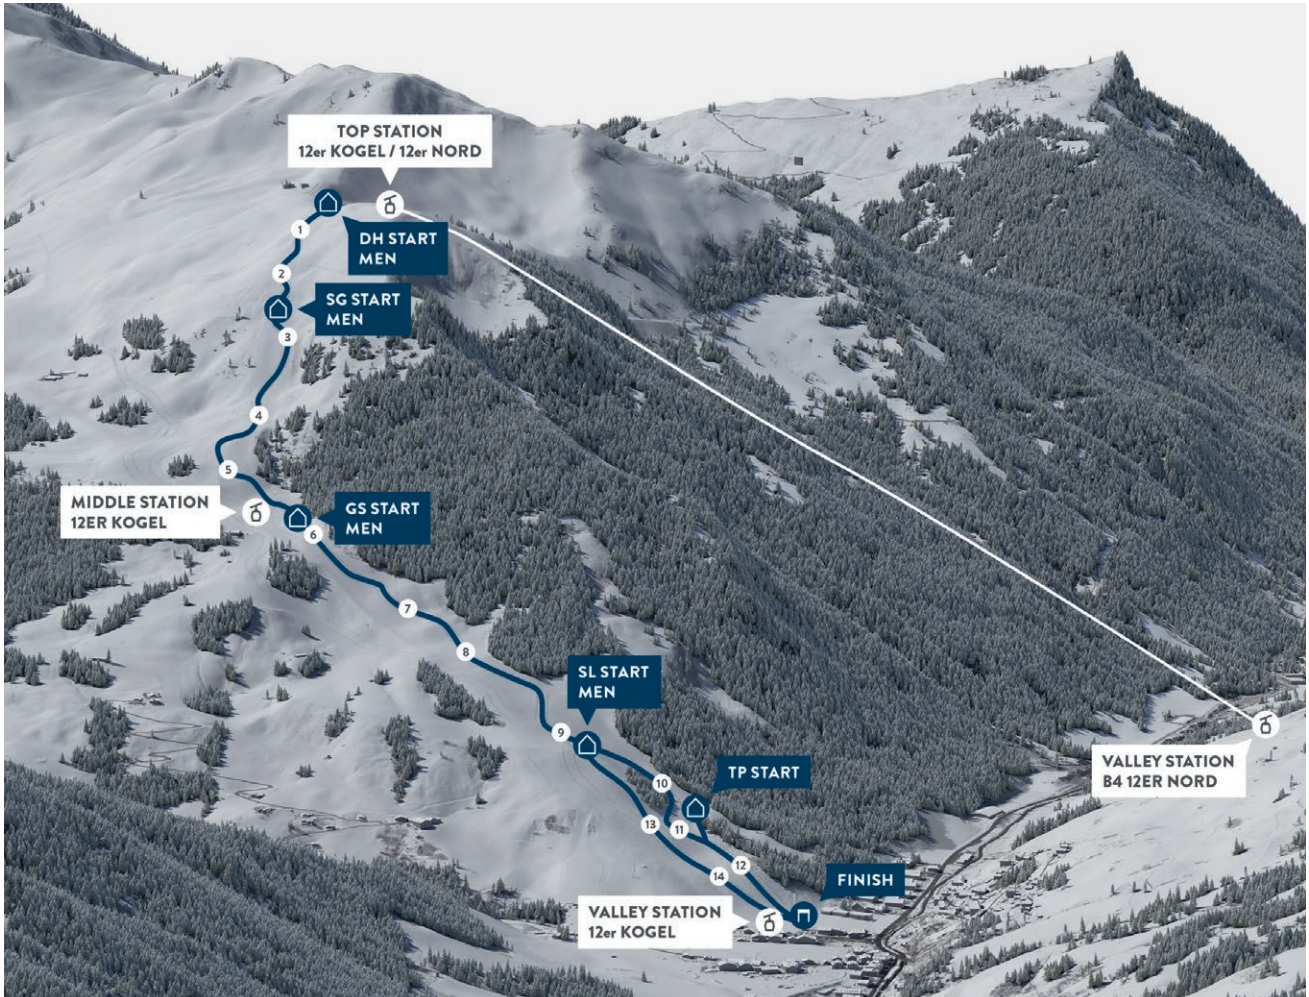 TOP STATION
12er KOGEL / 12er NORD
1
DH START
MEN
2
SG START
MEN
3
4
5
MIDDLE STATION
12ER KOGEL
GS START
MEN
6
7
8
SL START
MEN
9
VALLEY STATION
B4 12ER NORD
TP START
10
13
11
12
14
FINISH
VALLEY STATION
12er KOGEL